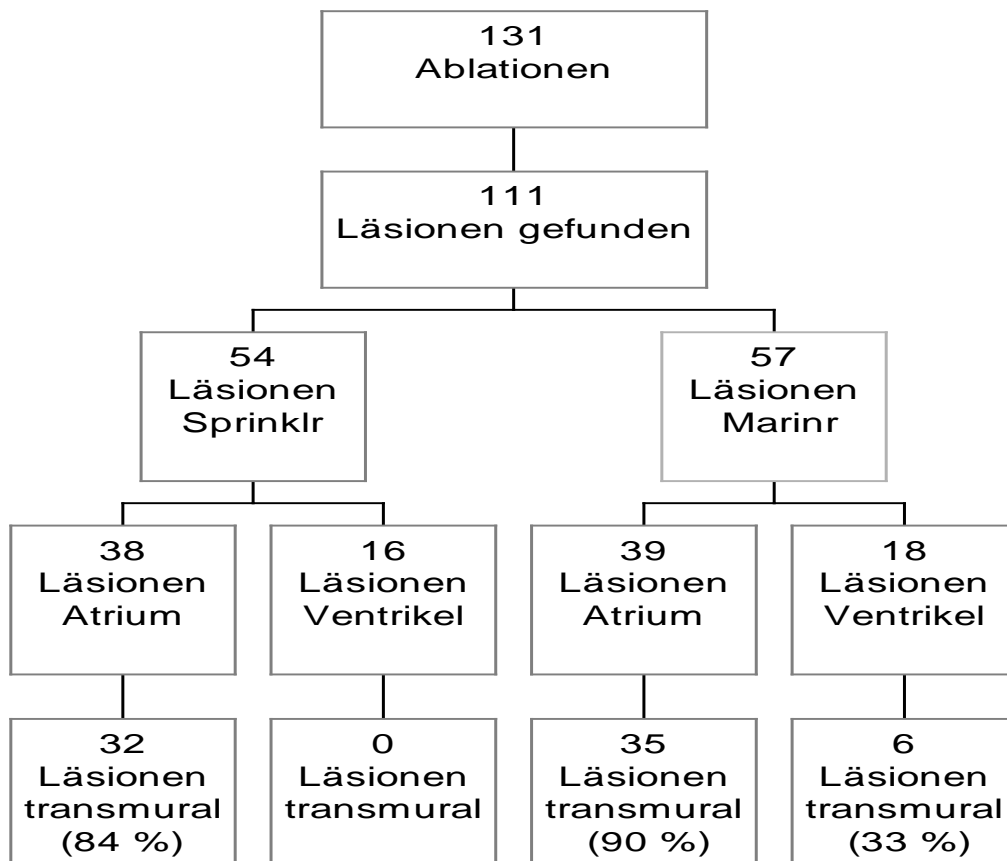 131
Ablationen
111
Läsionen gefunden
54
Läsionen
Sprinklr
57
Läsionen
Marinr
38
Läsionen
Atrium
16
Läsionen
Ventrikel
39
Läsionen
Atrium
18
Läsionen
Ventrikel
32
Läsionen
transmural
(84 %)
0
Läsionen
transmural
35
Läsionen
transmural
(90 %)
6
Läsionen
transmural
(33 %)